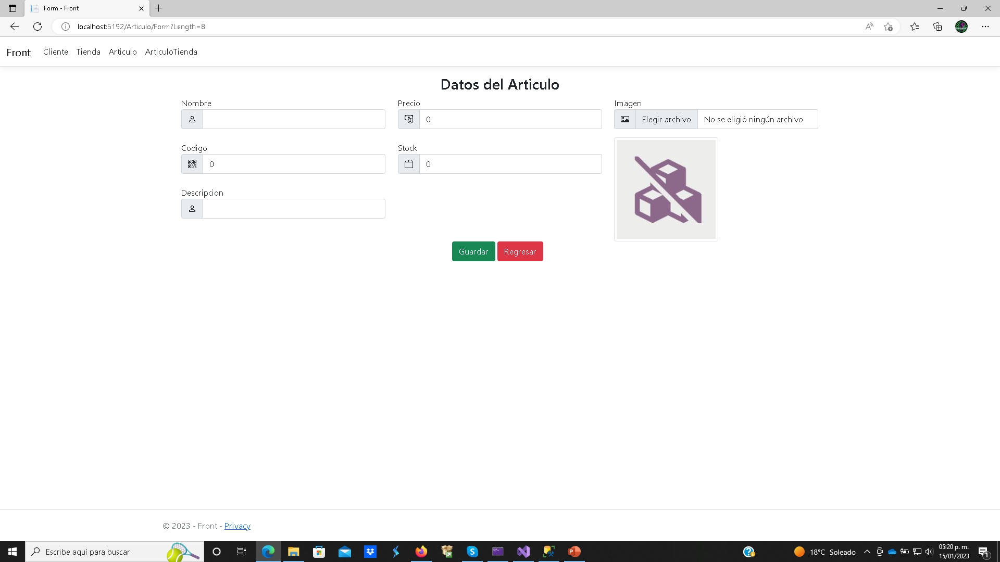 Form - Front
localhost:5192/Articulo/Form?Length=8
Front Cliente Tienda Articulo ArticuloTienda
Datos del Articulo
Nombre
Precio
0
Imagen
Elegir archivo No se eligió ningún archivo
Codigo
0
Stock
0
Descripcion
Guardar Regresar
© 2023 - Front - Privacy
Escribe aquí para buscar
18°C Soleado
05:20 p. m.
15/01/2023
1